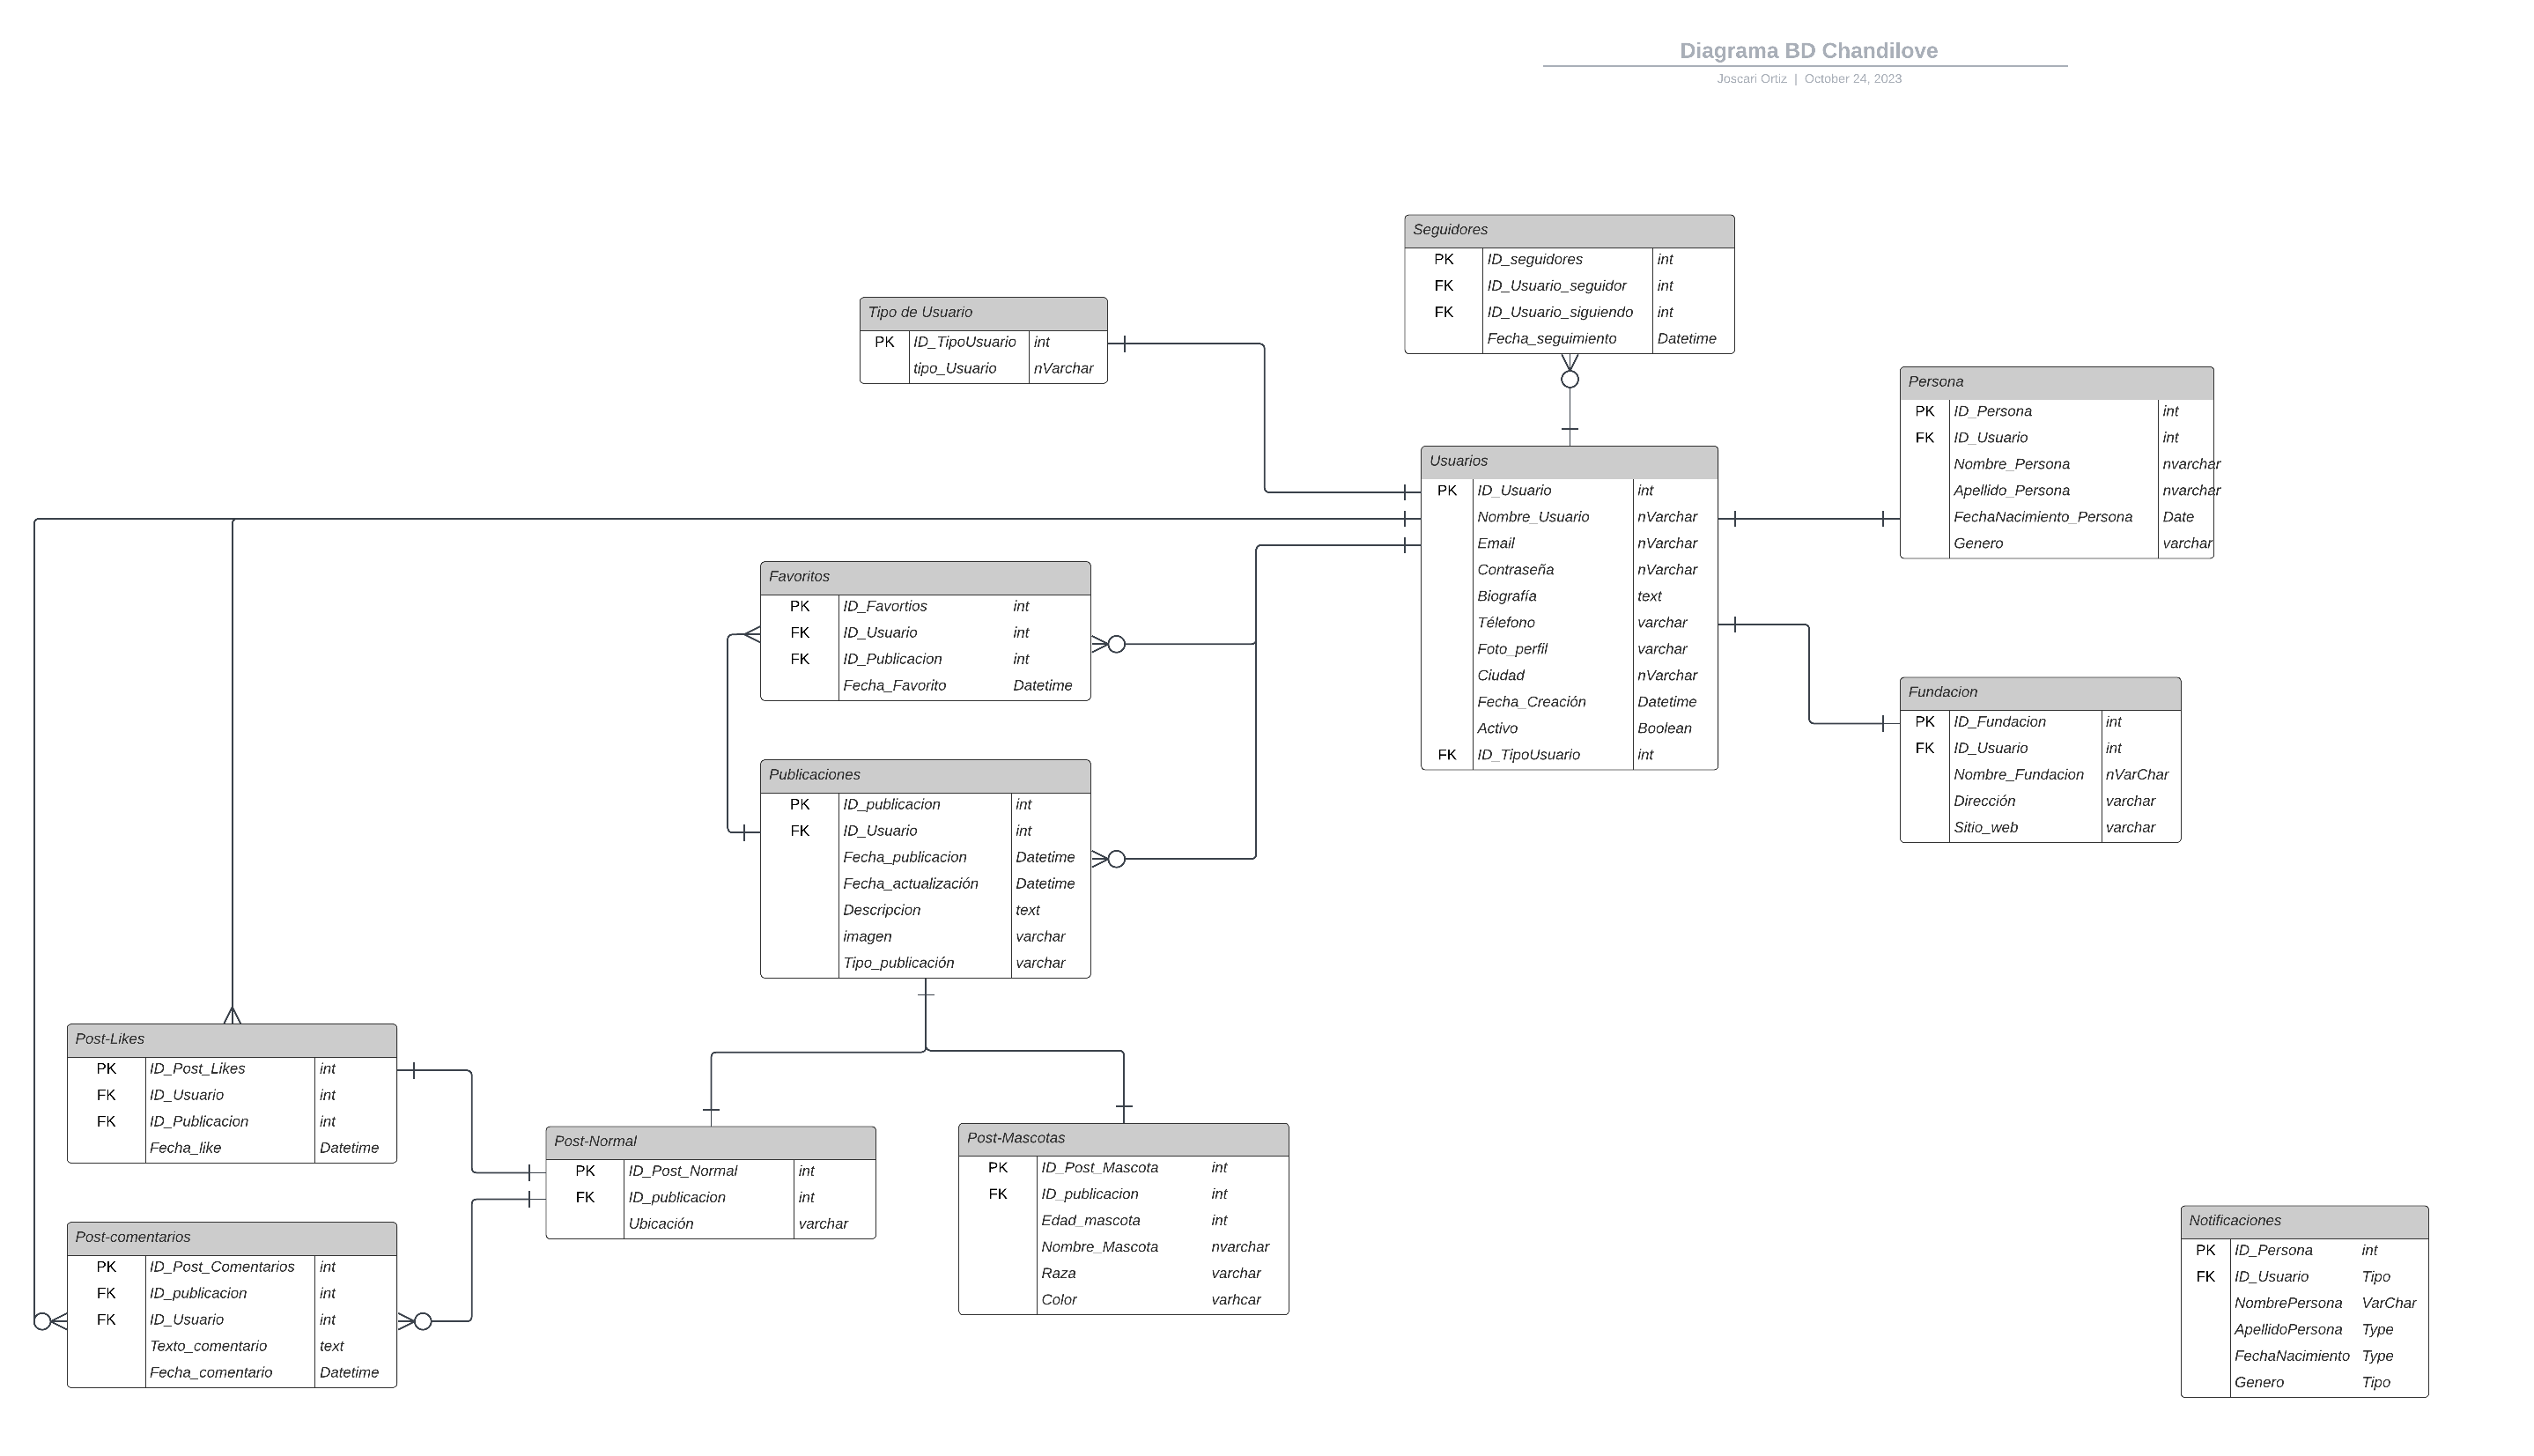 Diagrama BD Chandilove
Joscari Ortiz | October 24, 2023
Seguidores
PK ID_seguidores int
FK ID_Usuario_seguidor int
FK ID_Usuario_siguiendo int
Fecha_seguimiento Datetime
Tipo de Usuario
PK ID_TipoUsuario int
tipo_Usuario nVarchar
Persona
PK ID_Persona int
FK ID_Usuario int
Nombre_Persona nvarchar
Apellido_Persona nvarchar
FechaNacimiento_Persona Date
Genero varchar
Usuarios
PK ID_Usuario int
Nombre_Usuario nVarchar
Email nVarchar
Contraseña nVarchar
Biografía text
Télefono varchar
Foto_perfil varchar
Ciudad nVarchar
Fecha_Creación Datetime
Activo Boolean
FK ID_TipoUsuario int
Favoritos
PK ID_Favortios int
FK ID_Usuario int
FK ID_Publicacion int
Fecha_Favorito Datetime
Fundacion
PK ID_Fundacion int
FK ID_Usuario int
Nombre_Fundacion nVarChar
Dirección varchar
Sitio_web varchar
Publicaciones
PK ID_publicacion int
FK ID_Usuario int
Fecha_publicacion Datetime
Fecha_actualización Datetime
Descripcion text
imagen varchar
Tipo_publicación varchar
Post-Likes
PK ID_Post_Likes int
FK ID_Usuario int
FK ID_Publicacion int
Fecha_like Datetime
Post-Normal
PK ID_Post_Normal int
FK ID_publicacion int
Ubicación varchar
Post-Mascotas
PK ID_Post_Mascota int
FK ID_publicacion int
Edad_mascota int
Nombre_Mascota nvarchar
Raza varchar
Color varhcar
Post-comentarios
PK ID_Post_Comentarios int
FK ID_publicacion int
FK ID_Usuario int
Texto_comentario text
Fecha_comentario Datetime
Notificaciones
PK ID_Persona int
FK ID_Usuario Tipo
NombrePersona VarChar
ApellidoPersona Type
FechaNacimiento Type
Genero Tipo